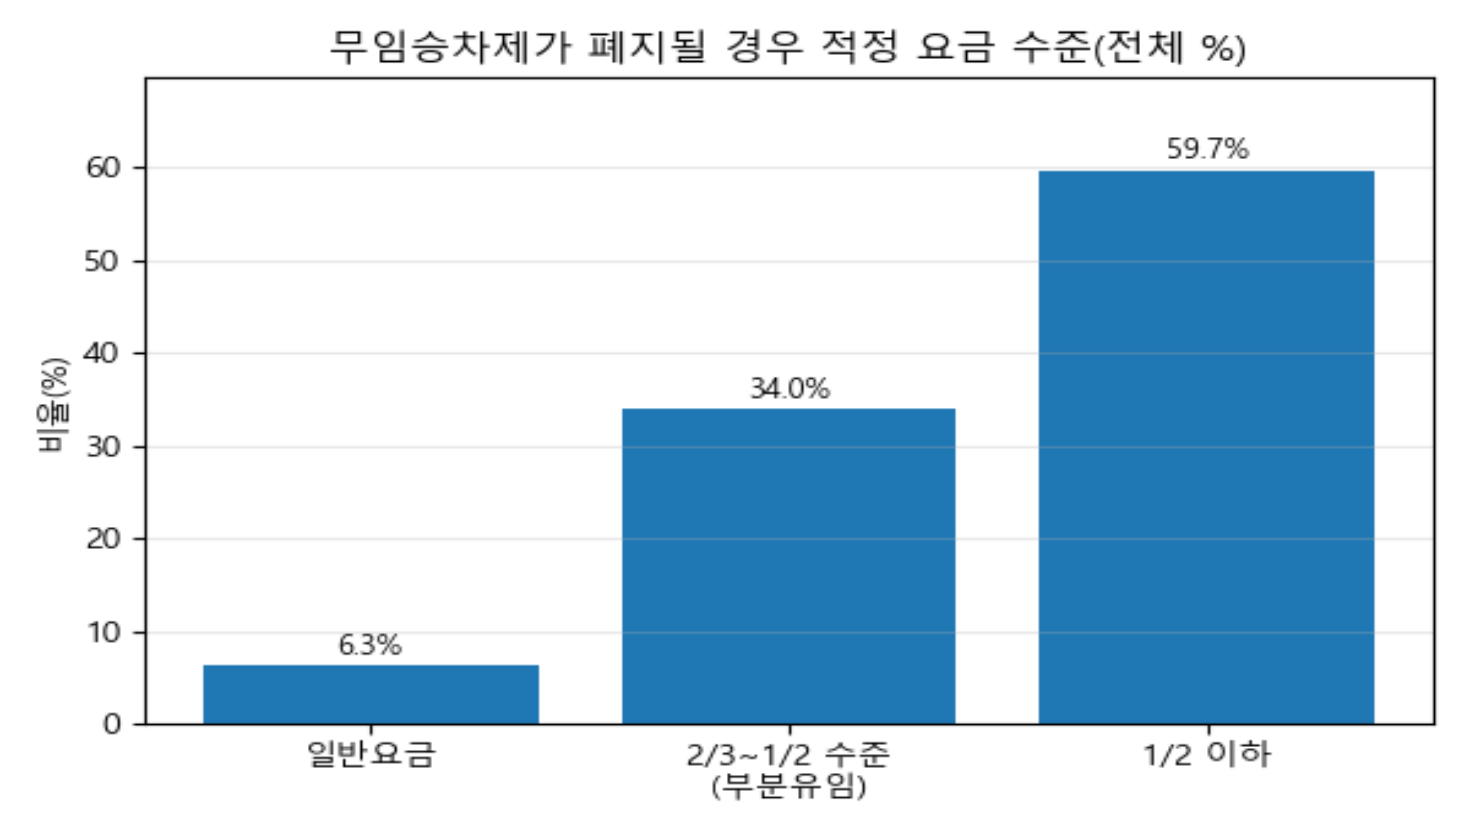 무임승차제가 폐지될 경우 적정 요금 수준(전체 %)
비율(%)
60
50
40
30
20
10
0
6.3%
34.0%
59.7%
일반요금
2/3~1/2 수준
(부분유임)
1/2 이하